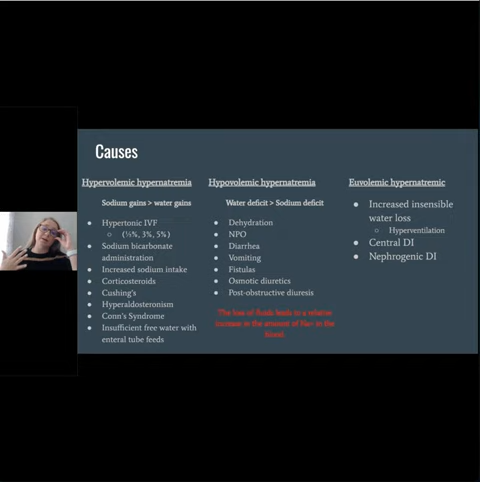 Causes
Hypervolemic hypernatremia
Sodium gains > water gains
Hypertonic IVF
(½%, 3%, 5%)
Sodium bicarbonate
administration
Increased sodium intake
Corticosteroids
Cushing's
Hyperaldosteronism
Conn's Syndrome
Insufficient free water with
enteral tube feeds
Hypovolemic hypernatremia
Water deficit > Sodium deficit
Dehydration
NPO
Diarrhea
Vomiting
Fistulas
Osmotic diuretics
Post-obstructive diuresis
The loss of fluids leads to a relative
increase in the amount of Na+ in the
blood.
Euvolemic hypernatremic
Increased insensible
water loss
Hyperventilation
Central DI
Nephrogenic DI